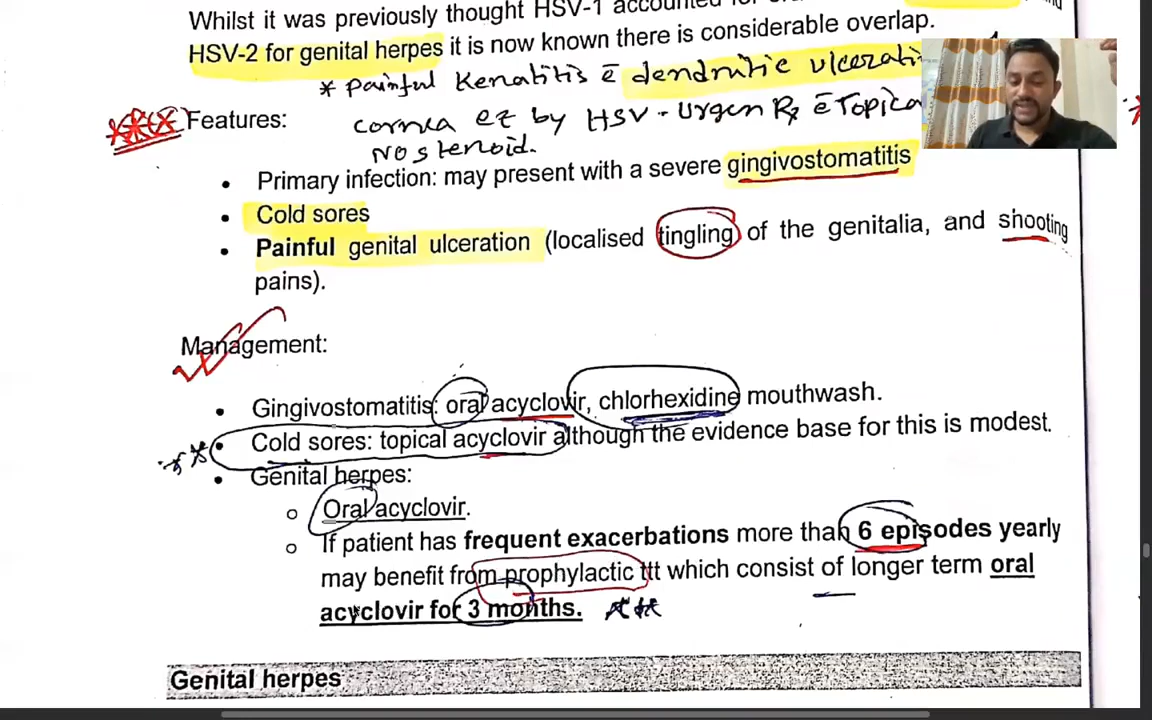 Whilst it was previously thought HSV-1 accounted for
HSV-2 for genital herpes it is now known there is considerable overlap.
* Painful Keratitis ē dendritic ulcerati
Features:
cornea ez by HSV - Urgen Rx ē Topica
No steroid.
• Primary infection: may present with a severe gingivostomatitis
• Cold sores
• Painful genital ulceration (localised tingling of the genitalia, and shooting
pains).
Management:
• Gingivostomatitis: oral acyclovir, chlorhexidine mouthwash.
• Cold sores: topical acyclovir although the evidence base for this is modest.
• Genital herpes:
o Oral acyclovir.
o If patient has frequent exacerbations more than 6 episodes yearly
may benefit from prophylactic ttt which consist of longer term oral
acyclovir for 3 months.
Genital herpes